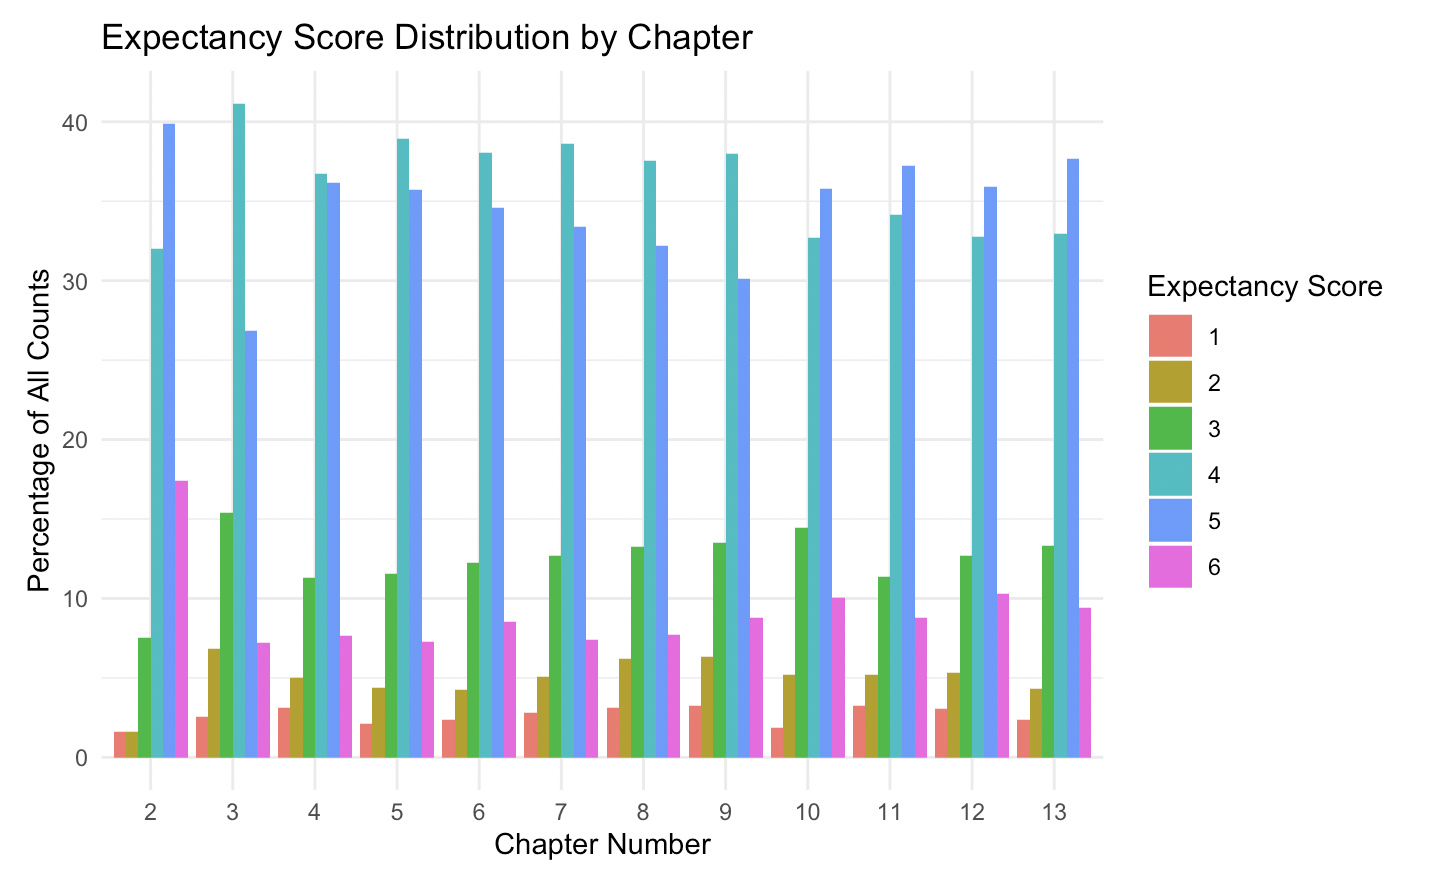 Expectancy Score Distribution by Chapter
Percentage of All Counts
40
30
20
10
0
2 3 4 5 6 7 8 9 10 11 12 13
Chapter Number
Expectancy Score
1
2
3
4
5
6